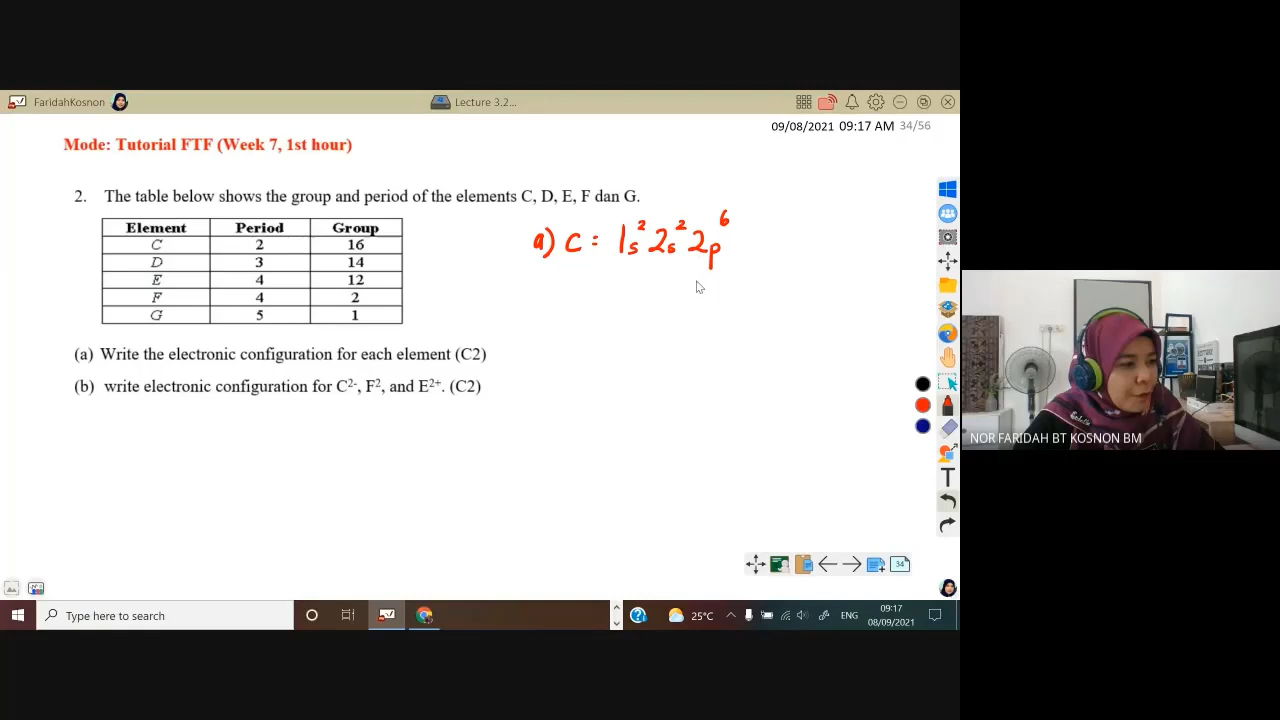 FaridahKosnon
Lecture 3.2...
09/08/2021 09:17 AM 34/56
Mode: Tutorial FTF (Week 7, 1st hour)
2. The table below shows the group and period of the elements C, D, E, F dan G.
Element Period Group
C 2 16
D 3 14
E 4 12
F 4 2
G 5 1
a) C = 1s² 2s² 2p⁶
(a) Write the electronic configuration for each element (C2)
(b) write electronic configuration for C²⁻, F², and E²⁺. (C2)
NOR FARIDAH BT KOSNON BM
T
34
Type here to search
25°C
ENG
09:17
08/09/2021